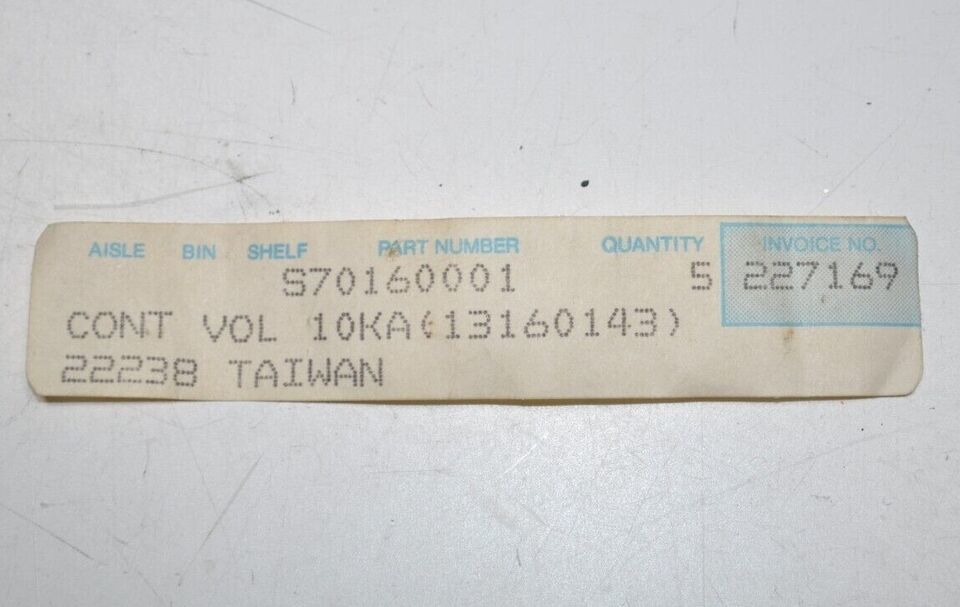 AISLE BIN SHELF PART NUMBER QUANTITY INVOICE NO.
S70160001 5 227169
CONT VOL 10KA(13160143)
22238 TAIWAN